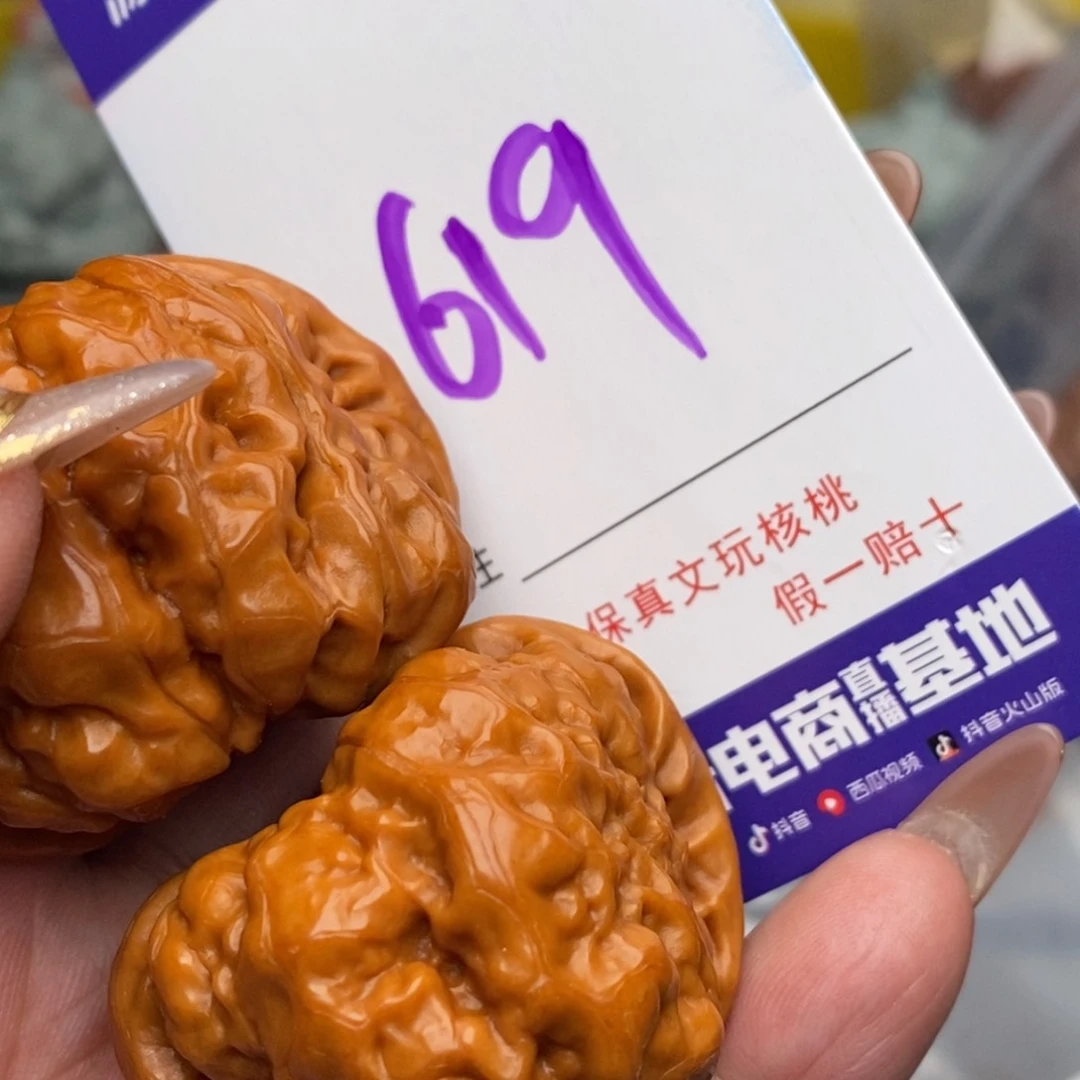 619
保真文玩核桃
假一赔十
电商直播基地
抖音 西瓜视频 抖音火山版